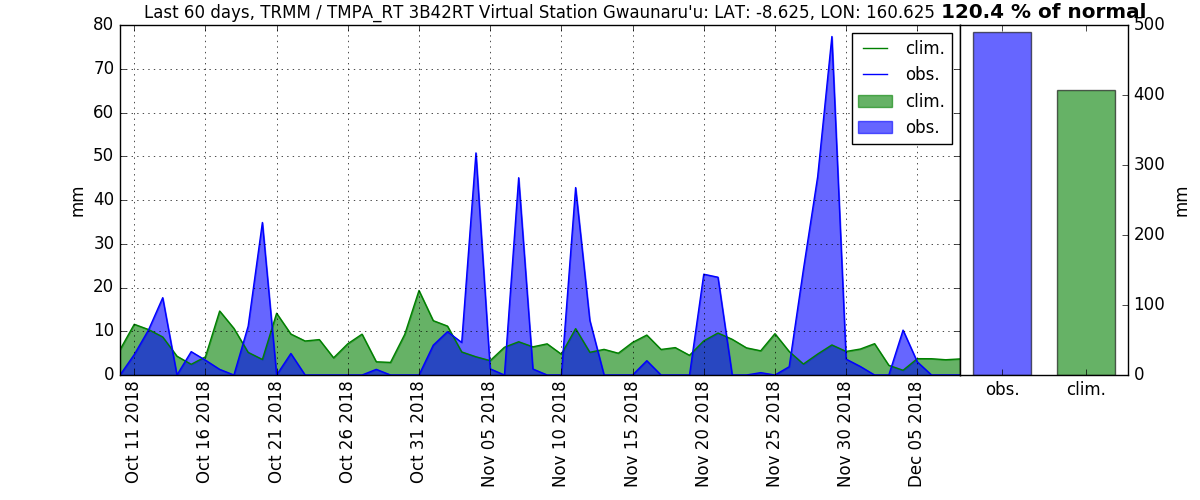 Last 60 days, TRMM / TMPA_RT 3B42RT Virtual Station Gwaunaru'u: LAT: -8.625, LON: 160.625 120.4 % of normal
80
70
60
50
40
30
20
10
0
mm
clim.
obs.
clim.
obs.
500
400
300
200
100
0
mm
obs.
clim.
Oct 11 2018
Oct 16 2018
Oct 21 2018
Oct 26 2018
Oct 31 2018
Nov 05 2018
Nov 10 2018
Nov 15 2018
Nov 20 2018
Nov 25 2018
Nov 30 2018
Dec 05 2018